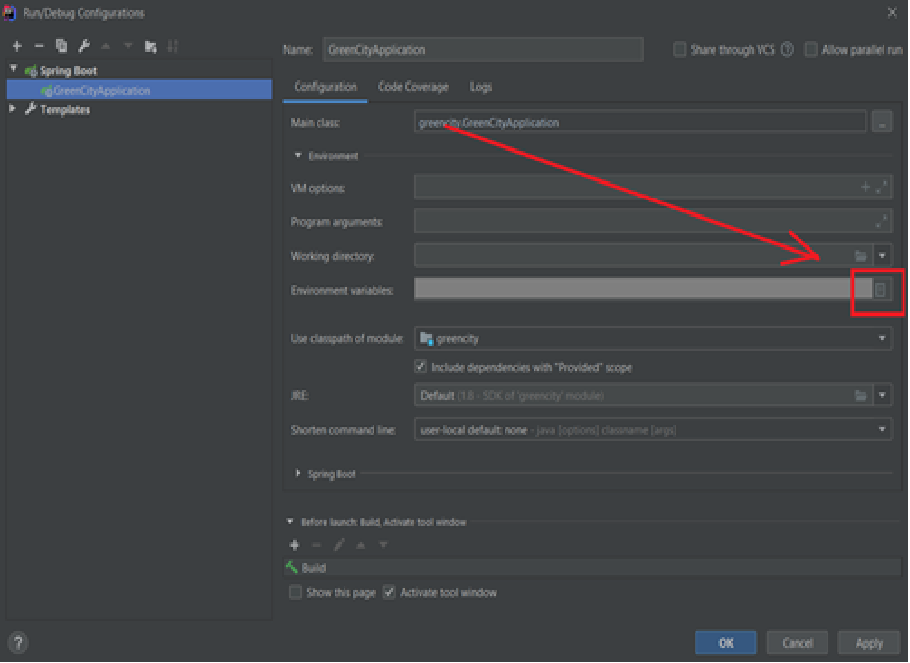 Run/Debug Configurations
Name: GreenCityApplication Share through VCS ? Allow parallel run
Spring Boot
GreenCityApplication
Templates
Configuration Code Coverage Logs
Main class: greencity.GreenCityApplication ...
Environment
VM options:
Program arguments:
Working directory:
Environment variables:
Use classpath of module: greencity
Include dependencies with "Provided" scope
JRE: Default (1.8 - SDK of 'greencity' module)
Shorten command line: user-local default: none - java [options] classname [args]
Spring Boot
Before launch: Build, Activate tool window
Build
Show this page Activate tool window
? OK Cancel Apply